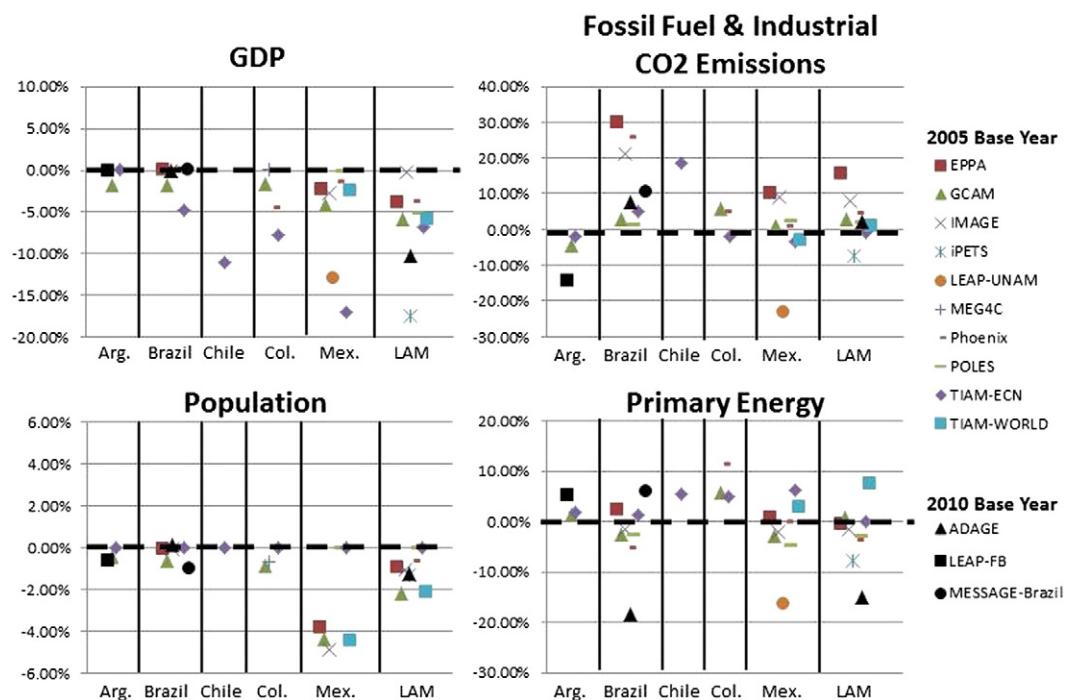 GDP
10.00%
5.00%
0.00%
-5.00%
-10.00%
-15.00%
-20.00%
Arg. Brazil Chile Col. Mex. LAM
Fossil Fuel & Industrial
CO2 Emissions
40.00%
30.00%
20.00%
10.00%
0.00%
-10.00%
-20.00%
-30.00%
Arg. Brazil Chile Col. Mex. LAM
Population
6.00%
4.00%
2.00%
0.00%
-2.00%
-4.00%
-6.00%
Arg. Brazil Chile Col. Mex. LAM
Primary Energy
20.00%
10.00%
0.00%
-10.00%
-20.00%
-30.00%
Arg. Brazil Chile Col. Mex. LAM
2005 Base Year
EPPA
GCAM
IMAGE
iPETS
LEAP-UNAM
MEG4C
Phoenix
POLES
TIAM-ECN
TIAM-WORLD
2010 Base Year
ADAGE
LEAP-FB
MESSAGE-Brazil